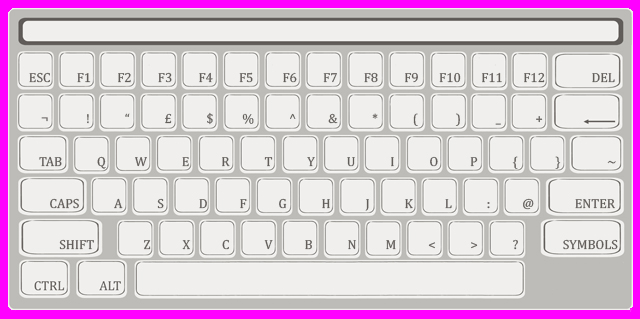 ESC F1 F2 F3 F4 F5 F6 F7 F8 F9 F10 F11 F12 DEL
¬ ! “ £ $ % ^ & * ( ) _ + ←
TAB Q W E R T Y U I O P { } ~
CAPS A S D F G H J K L : @ ENTER
SHIFT Z X C V B N M < > ? SYMBOLS
CTRL ALT